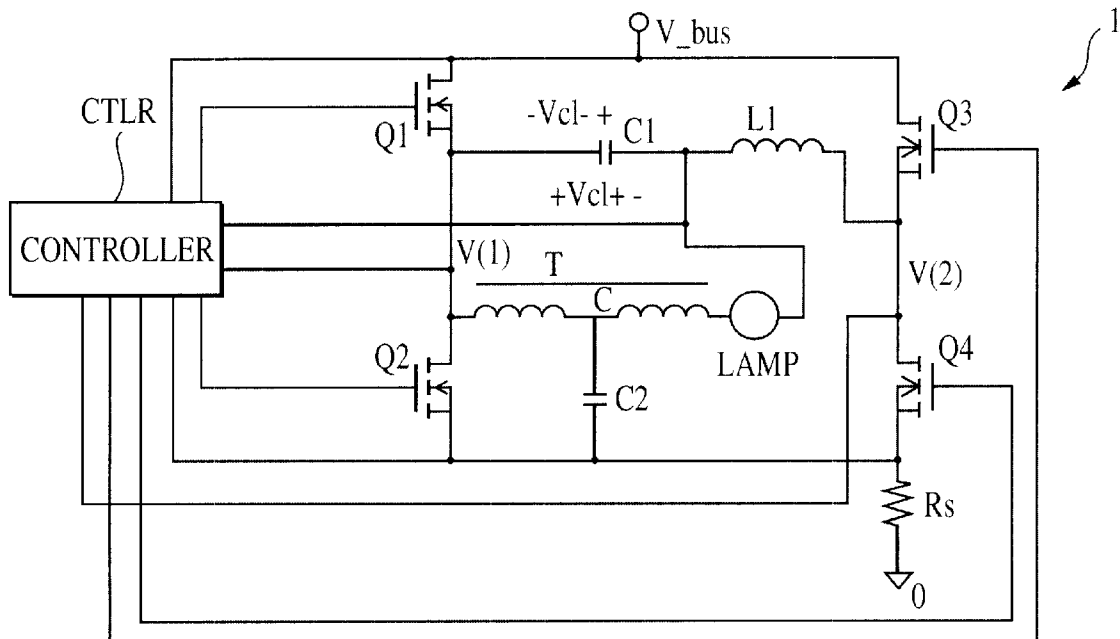 1
V_bus
CTLR
Q1
-Vcl- +
C1
L1
Q3
+Vcl+ -
CONTROLLER
V(1)
T
V(2)
C
Q2
LAMP
Q4
C2
Rs
0